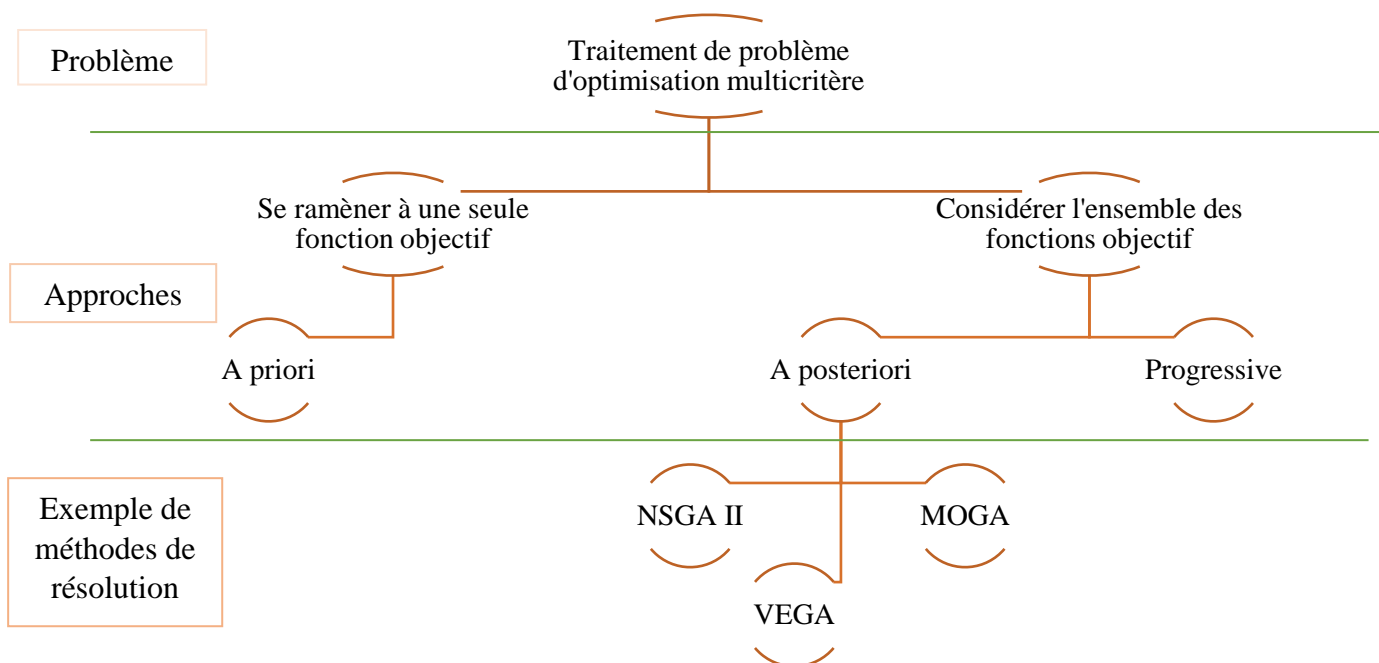 Problème
Traitement de problème
d'optimisation multicritère
Se ramèner à une seule
fonction objectif
Considérer l'ensemble des
fonctions objectif
Approches
A priori
A posteriori
Progressive
Exemple de
méthodes de
résolution
NSGA II
MOGA
VEGA